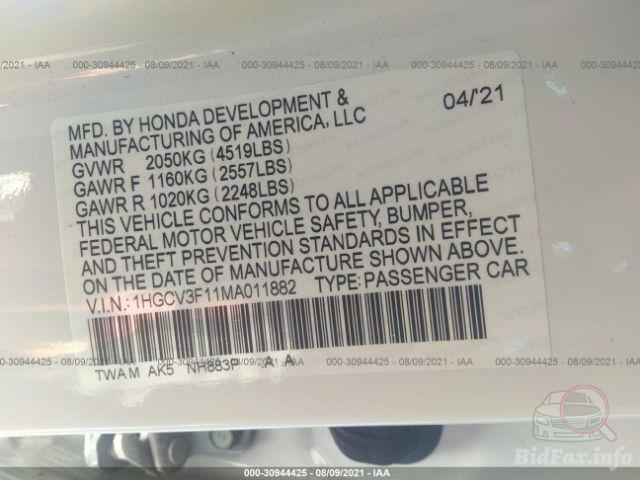 000-30944425 - 08/09/2021 - IAA
000-30944425 - 08/09/2021 - IAA
MFD. BY HONDA DEVELOPMENT & 04/'21
MANUFACTURING OF AMERICA, LLC
GVWR 2050KG (4519LBS)
GAWR F 1160KG (2557LBS)
GAWR R 1020KG (2248LBS)
THIS VEHICLE CONFORMS TO ALL APPLICABLE
FEDERAL MOTOR VEHICLE SAFETY, BUMPER,
AND THEFT PREVENTION STANDARDS IN EFFECT
ON THE DATE OF MANUFACTURE SHOWN ABOVE.
V.I.N.: 1HGCV3F11MA011882 TYPE: PASSENGER CAR
000-30944425 - 08/09/2021 - IAA
TWAM AK5 NH883P A A
000-30944425 - 08/09/2021 - IAA
BidFax.info